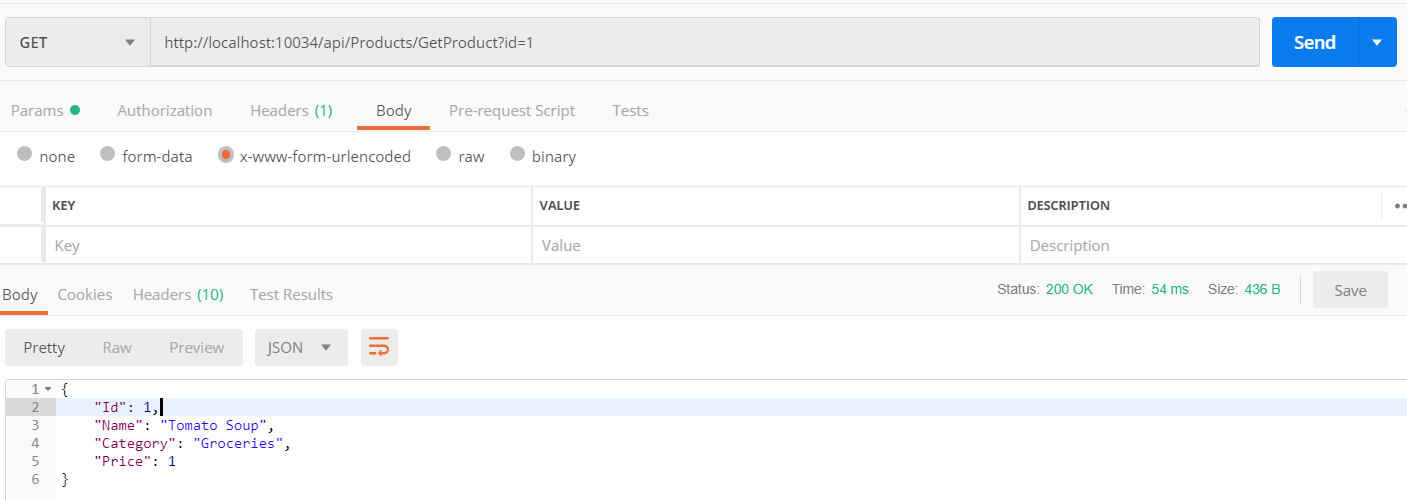 GET http://localhost:10034/api/Products/GetProduct?id=1 Send
Params Authorization Headers (1) Body Pre-request Script Tests
none form-data x-www-form-urlencoded raw binary
KEY VALUE DESCRIPTION
Key Value Description
Body Cookies Headers (10) Test Results Status: 200 OK Time: 54 ms Size: 436 B Save
Pretty Raw Preview JSON
1 {
2 "Id": 1,
3 "Name": "Tomato Soup",
4 "Category": "Groceries",
5 "Price": 1
6 }